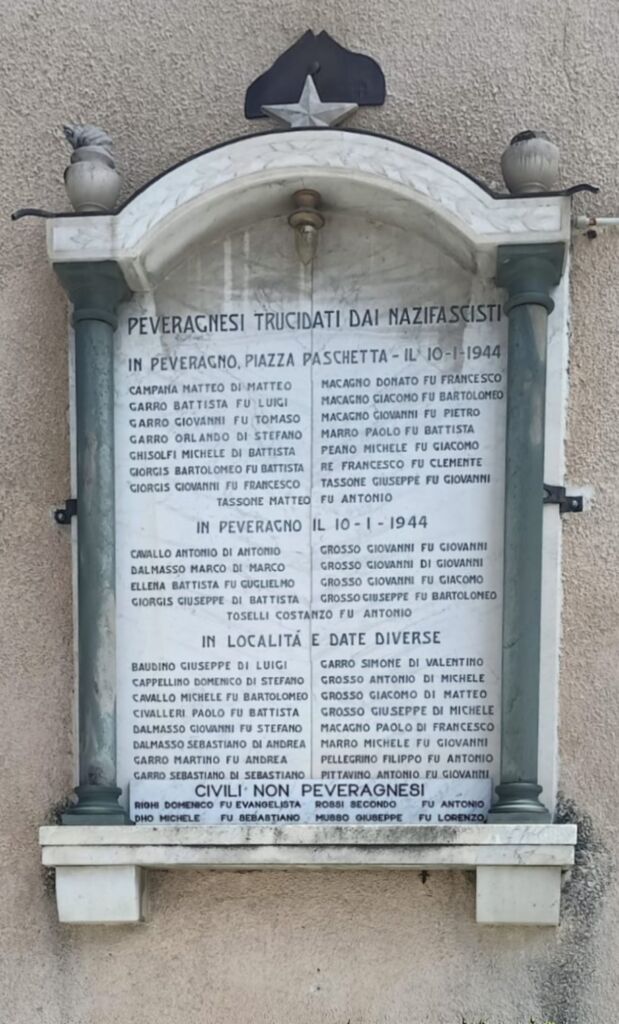 PEVERAGNESI TRUCIDATI DAI NAZIFASCISTI
IN PEVERAGNO, PIAZZA PASCHETTA - IL 10-1-1944
CAMPANA MATTEO DI MATTEO
GARRO BATTISTA FU LUIGI
GARRO GIOVANNI FU TOMASO
GARRO ORLANDO DI STEFANO
GHISOLFI MICHELE DI BATTISTA
GIORGIS BARTOLOMEO FU BATTISTA
GIORGIS GIOVANNI FU FRANCESCO
MACAGNO DONATO FU FRANCESCO
MACAGNO GIACOMO FU BARTOLOMEO
MACAGNO GIOVANNI FU PIETRO
MARRO PAOLO FU BATTISTA
PEANO MICHELE FU GIACOMO
RE FRANCESCO FU CLEMENTE
TASSONE GIUSEPPE FU GIOVANNI
TASSONE MATTEO FU ANTONIO
IN PEVERAGNO IL 10-1-1944
CAVALLO ANTONIO DI ANTONIO
DALMASSO MARCO DI MARCO
ELLENA BATTISTA FU GUGLIELMO
GIORGIS GIUSEPPE DI BATTISTA
GROSSO GIOVANNI FU GIOVANNI
GROSSO GIOVANNI DI GIOVANNI
GROSSO GIOVANNI FU GIACOMO
GROSSO GIUSEPPE FU BARTOLOMEO
TOSELLI COSTANZO FU ANTONIO
IN LOCALITÁ E DATE DIVERSE
BAUDINO GIUSEPPE DI LUIGI
CAPPELLINO DOMENICO DI STEFANO
CAVALLO MICHELE FU BARTOLOMEO
CIVALLERI PAOLO FU BATTISTA
DALMASSO GIOVANNI FU STEFANO
DALMASSO SEBASTIANO DI ANDREA
GARRO MARTINO FU ANDREA
GARRO SEBASTIANO DI SEBASTIANO
GARRO SIMONE DI VALENTINO
GROSSO ANTONIO DI MICHELE
GROSSO GIACOMO DI MATTEO
GROSSO GIUSEPPE DI MICHELE
MACAGNO PAOLO DI FRANCESCO
MARRO MICHELE FU GIOVANNI
PELLEGRINO FILIPPO FU ANTONIO
PITTAVINO ANTONIO FU GIOVANNI
CIVILI NON PEVERAGNESI
RIGHI DOMENICO FU EVANGELISTA ROSSI SECONDO FU ANTONIO
DHO MICHELE FU SEBASTIANO MUSSO GIUSEPPE FU LORENZO